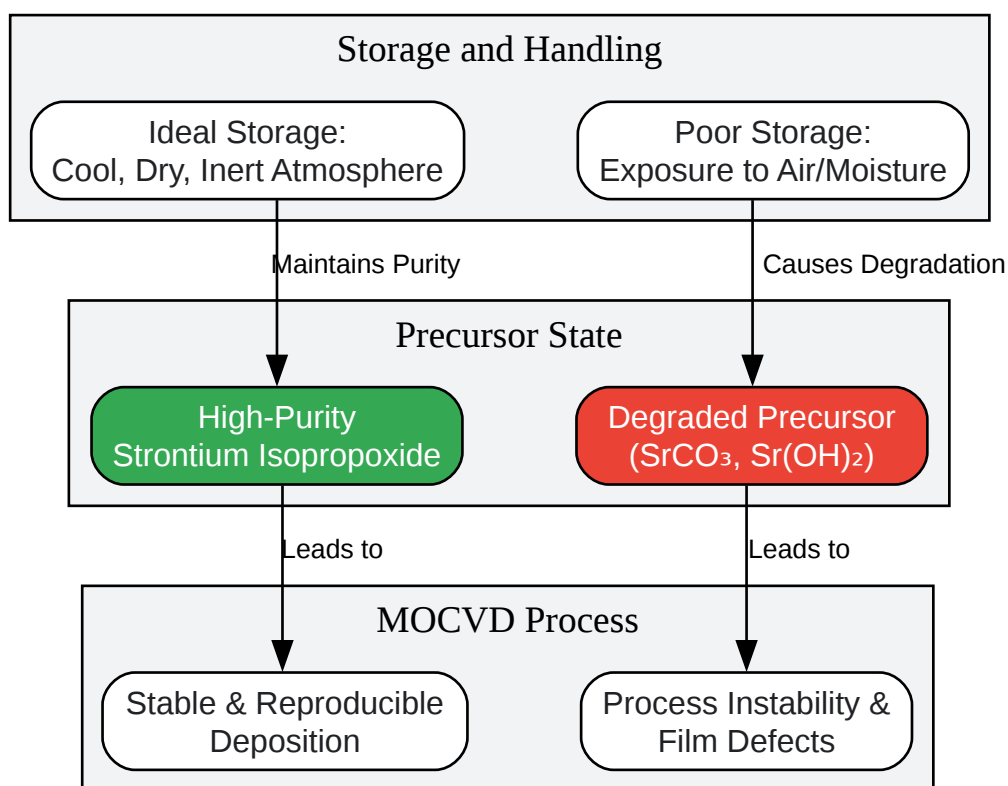 Storage and Handling
Ideal Storage:
Cool, Dry, Inert Atmosphere
Poor Storage:
Exposure to Air/Moisture
Maintains Purity
Causes Degradation
Precursor State
High-Purity
Strontium Isopropoxide
Degraded Precursor
(SrCO₃, Sr(OH)₂)
Leads to
Leads to
MOCVD Process
Stable & Reproducible
Deposition
Process Instability &
Film Defects